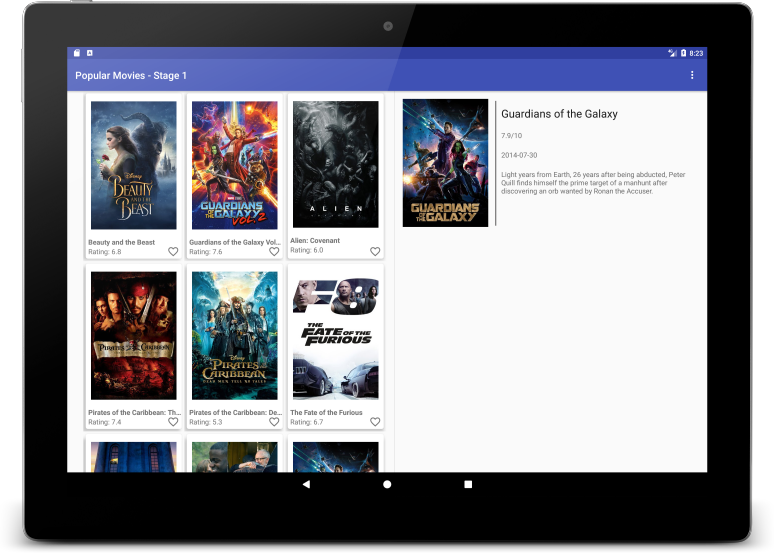 8:23
Popular Movies - Stage 1
Disney
BEAUTY
AND THE
BEAST
Beauty and the Beast
Rating: 6.8
GUARDIANS
OF THE
GALAXY
VOL. 2
Guardians of the Galaxy Vol...
Rating: 7.6
ALIEN
Alien: Covenant
Rating: 6.0
PIRATES OF THE CARIBBEAN
Pirates of the Caribbean: Th...
Rating: 7.4
Disney
PIRATES
OF THE
CARIBBEAN
DEAD MEN TELL NO TALES
Pirates of the Caribbean: De...
Rating: 5.3
F8
THE
FATE OF THE
FURIOUS
The Fate of the Furious
Rating: 6.7
GUARDIANS
OF THE
GALAXY
Guardians of the Galaxy
7.9/10
2014-07-30
Light years from Earth, 26 years after being abducted, Peter
Quill finds himself the prime target of a manhunt after
discovering an orb wanted by Ronan the Accuser.